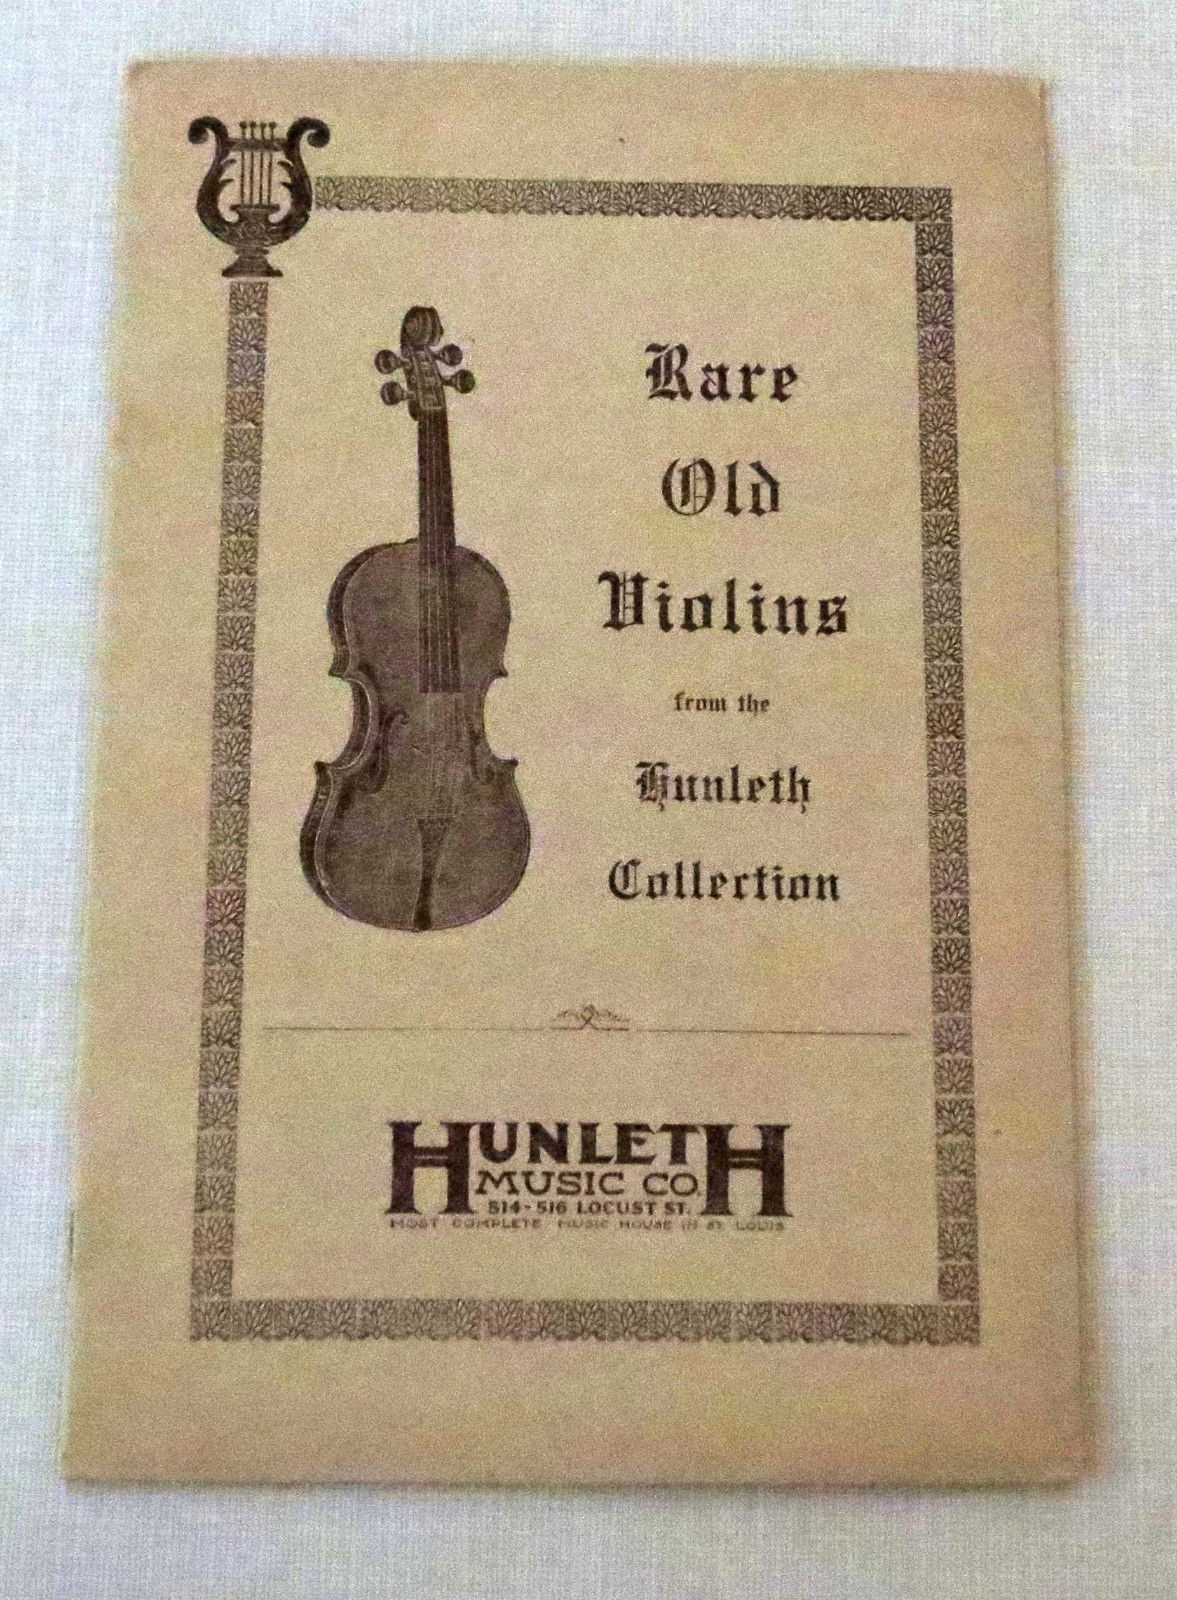 Rare
Old
Violins
from the
Hunleth
Collection
HUNLETH
MUSIC CO.
514-516 LOCUST ST.
MOST COMPLETE MUSIC HOUSE IN ST. LOUIS